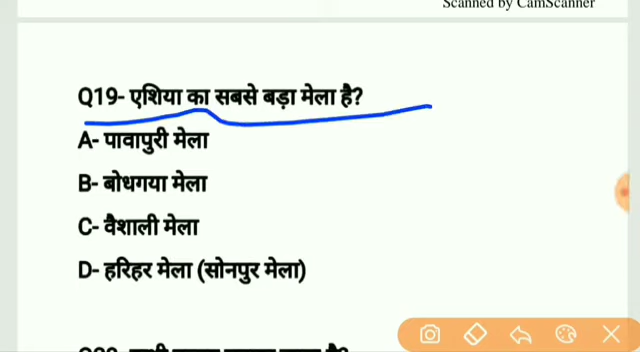 Scanned by CamScanner
Q19- एशिया का सबसे बड़ा मेला है?
A- पावापुरी मेला
B- बोधगया मेला
C- वैशाली मेला
D- हरिहर मेला (सोनपुर मेला)